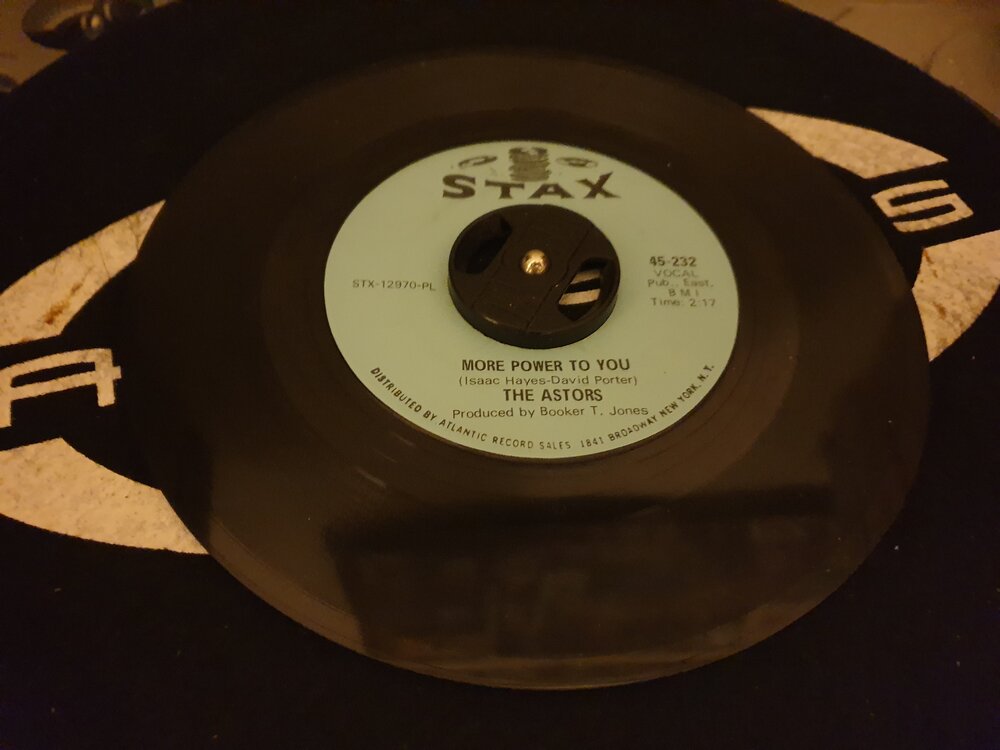 STAX
45-232
VOCAL
Pub., East,
BMI
Time: 2:17
STX-12970-PL
MORE POWER TO YOU
(Isaac Hayes-David Porter)
THE ASTORS
Produced by Booker T. Jones
DISTRIBUTED BY ATLANTIC RECORD SALES 1841 BROADWAY NEW YORK, N.Y.
A
S